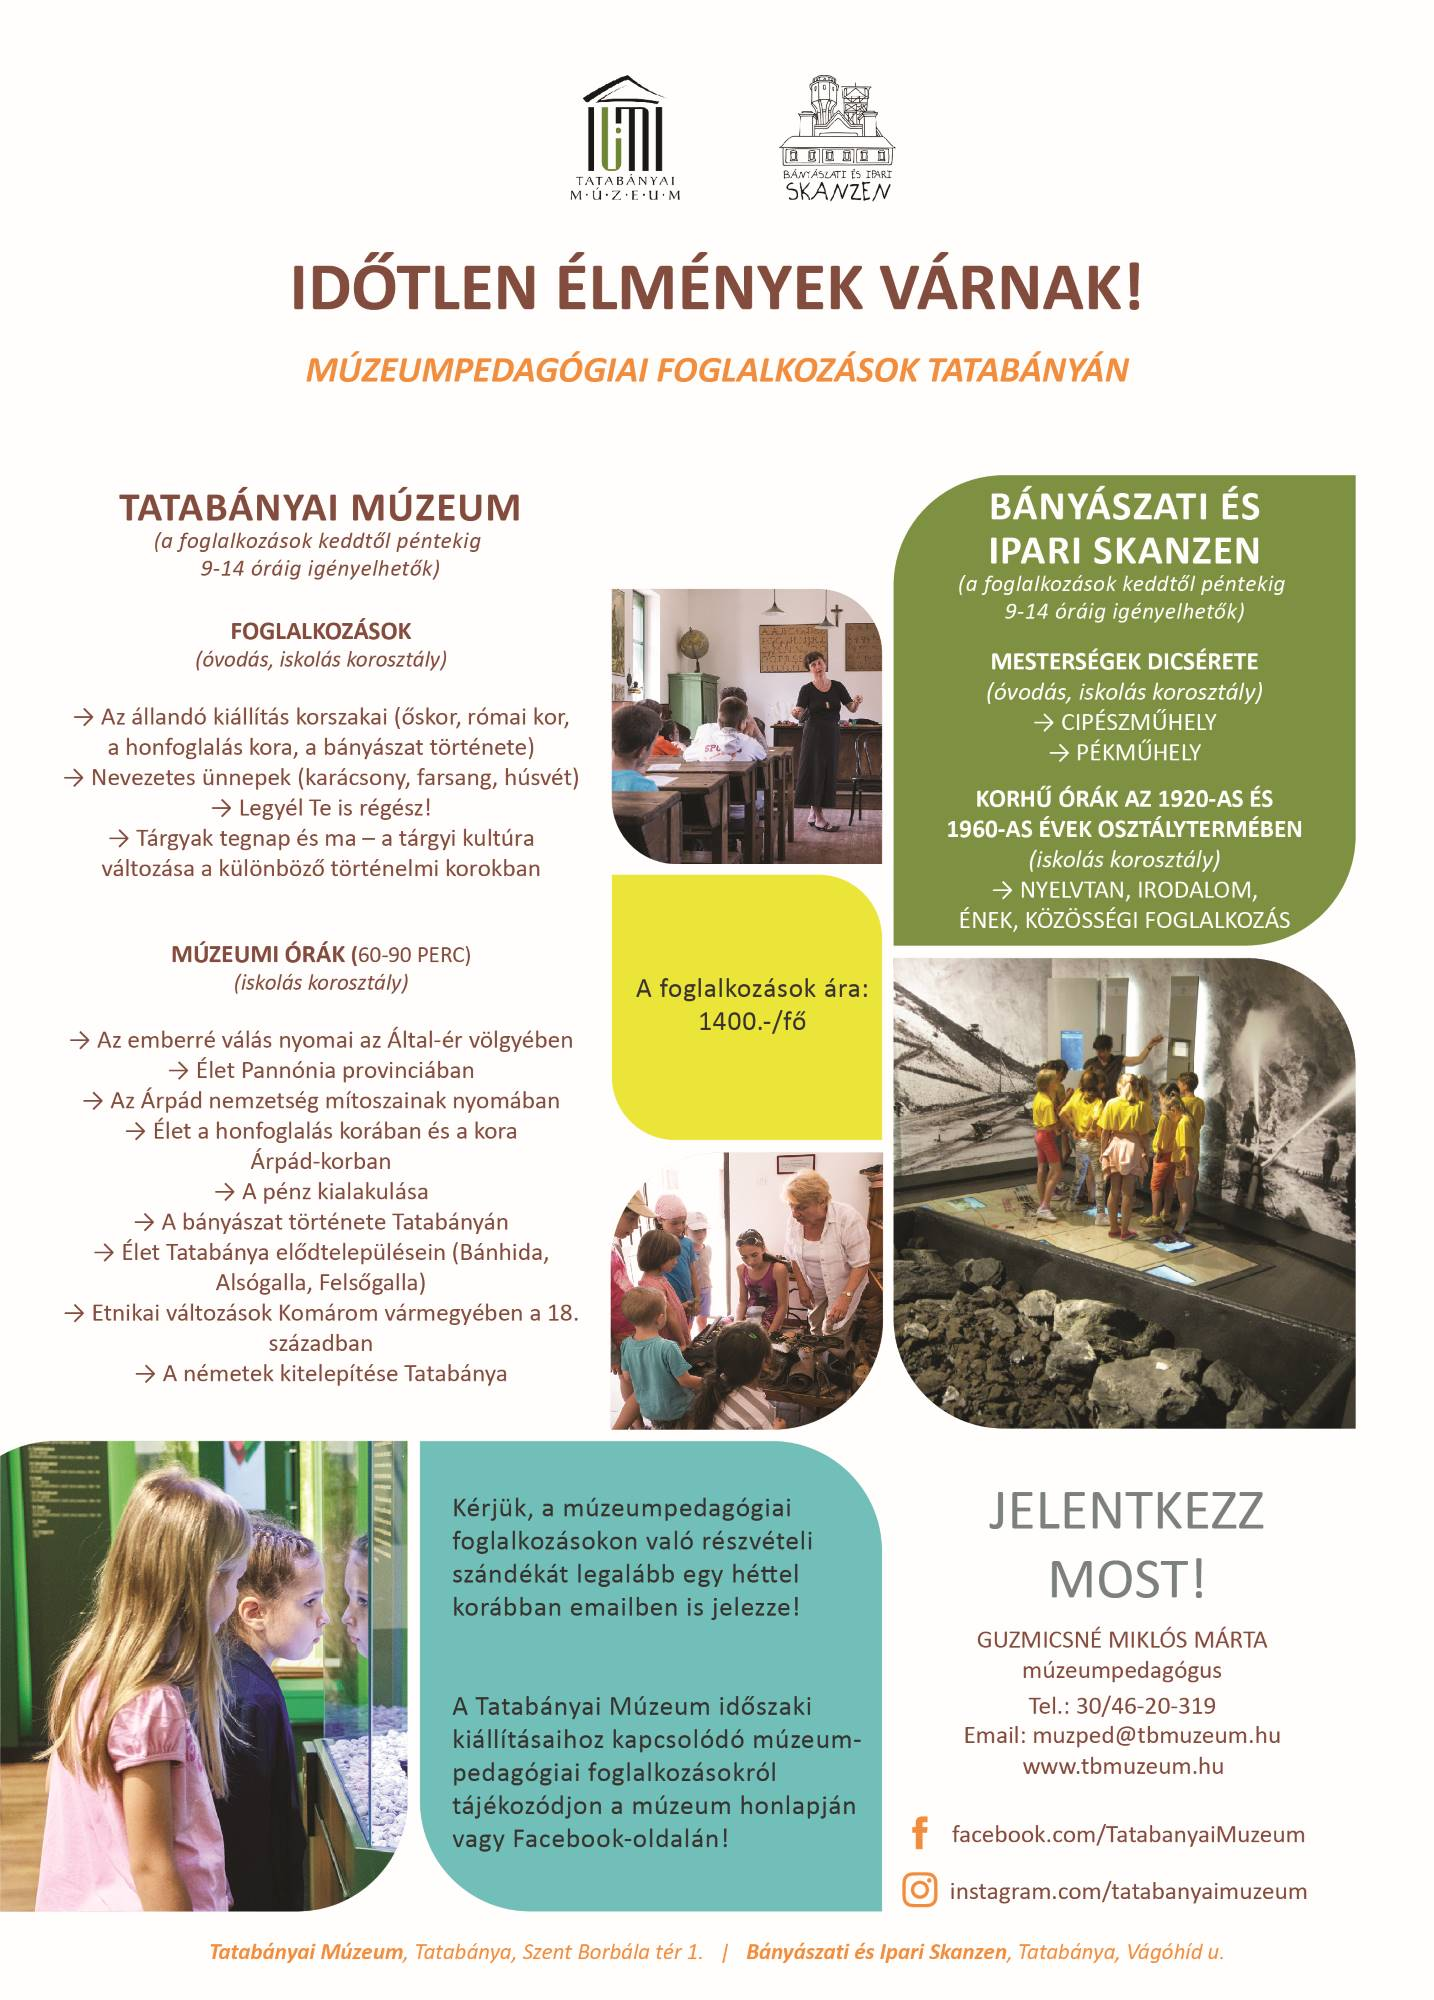 TATABÁNYAI
M·Ú·Z·E·U·M
BÁNYÁSZATI ÉS IPARI
SKANZEN
IDŐTLEN ÉLMÉNYEK VÁRNAK!
MÚZEUMPEDAGÓGIAI FOGLALKOZÁSOK TATABÁNYÁN
TATABÁNYAI MÚZEUM
(a foglalkozások keddtől péntekig
9-14 óráig igényelhetők)
FOGLALKOZÁSOK
(óvodás, iskolás korosztály)
→ Az állandó kiállítás korszakai (őskor, római kor,
a honfoglalás kora, a bányászat története)
→ Nevezetes ünnepek (karácsony, farsang, húsvét)
→ Legyél Te is régész!
→ Tárgyak tegnap és ma – a tárgyi kultúra
változása a különböző történelmi korokban
MÚZEUMI ÓRÁK (60-90 PERC)
(iskolás korosztály)
→ Az emberré válás nyomai az Által-ér völgyében
→ Élet Pannónia provinciában
→ Az Árpád nemzetség mítoszainak nyomában
→ Élet a honfoglalás korában és a kora
Árpád-korban
→ A pénz kialakulása
→ A bányászat története Tatabányán
→ Élet Tatabánya elődtelepülésein (Bánhida,
Alsógalla, Felsőgalla)
→ Etnikai változások Komárom vármegyében a 18.
században
→ A németek kitelepítése Tatabánya
BÁNYÁSZATI ÉS
IPARI SKANZEN
(a foglalkozások keddtől péntekig
9-14 óráig igényelhetők)
MESTERSÉGEK DICSÉRETE
(óvodás, iskolás korosztály)
→ CIPÉSZMŰHELY
→ PÉKMŰHELY
KORHŰ ÓRÁK AZ 1920-AS ÉS
1960-AS ÉVEK OSZTÁLYTERMÉBEN
(iskolás korosztály)
→ NYELVTAN, IRODALOM,
ÉNEK, KÖZÖSSÉGI FOGLALKOZÁS
A foglalkozások ára:
1400.-/fő
Kérjük, a múzeumpedagógiai
foglalkozásokon való részvételi
szándékát legalább egy héttel
korábban emailben is jelezze!
A Tatabányai Múzeum időszaki
kiállításaihoz kapcsolódó múzeum-
pedagógiai foglalkozásokról
tájékozódjon a múzeum honlapján
vagy Facebook-oldalán!
JELENTKEZZ
MOST!
GUZMICSNÉ MIKLÓS MÁRTA
múzeumpedagógus
Tel.: 30/46-20-319
Email: muzped@tbmuzeum.hu
www.tbmuzeum.hu
facebook.com/TatabanyaiMuzeum
instagram.com/tatabanyaimuzeum
Tatabányai Múzeum, Tatabánya, Szent Borbála tér 1. | Bányászati és Ipari Skanzen, Tatabánya, Vágóhíd u.